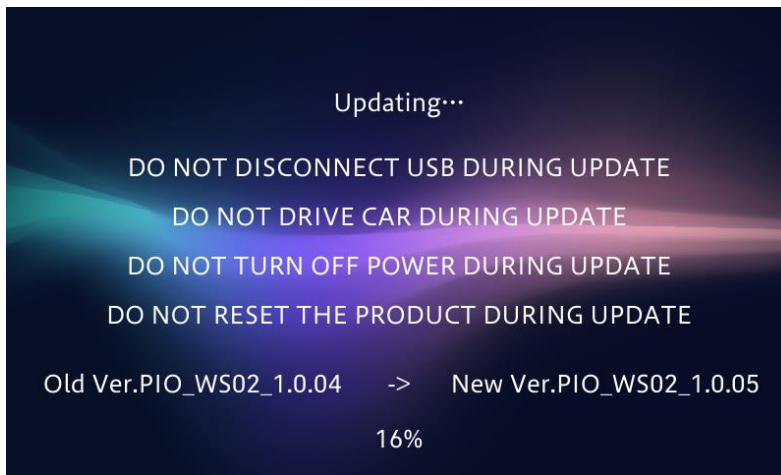 Updating···
DO NOT DISCONNECT USB DURING UPDATE
DO NOT DRIVE CAR DURING UPDATE
DO NOT TURN OFF POWER DURING UPDATE
DO NOT RESET THE PRODUCT DURING UPDATE
Old Ver.PIO_WS02_1.0.04 -> New Ver.PIO_WS02_1.0.05
16%